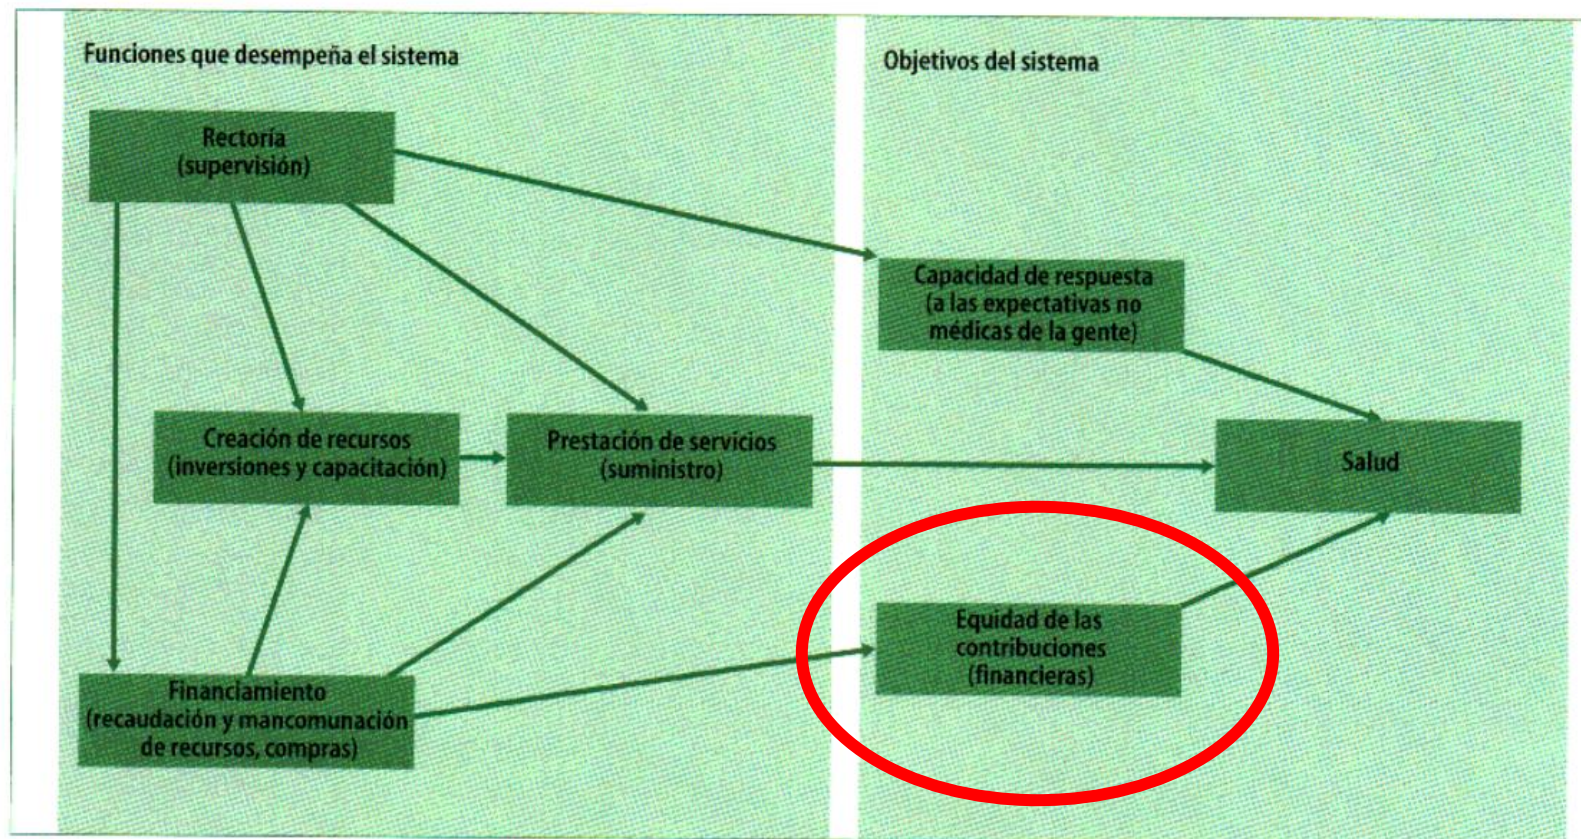 Funciones que desempeña el sistema
Objetivos del sistema
Rectoría
(supervisión)
Capacidad de respuesta
(a las expectativas no
médicas de la gente)
Creación de recursos
(inversiones y capacitación)
Prestación de servicios
(suministro)
Salud
Equidad de las
contribuciones
(financieras)
Financiamiento
(recaudación y mancomunación
de recursos, compras)